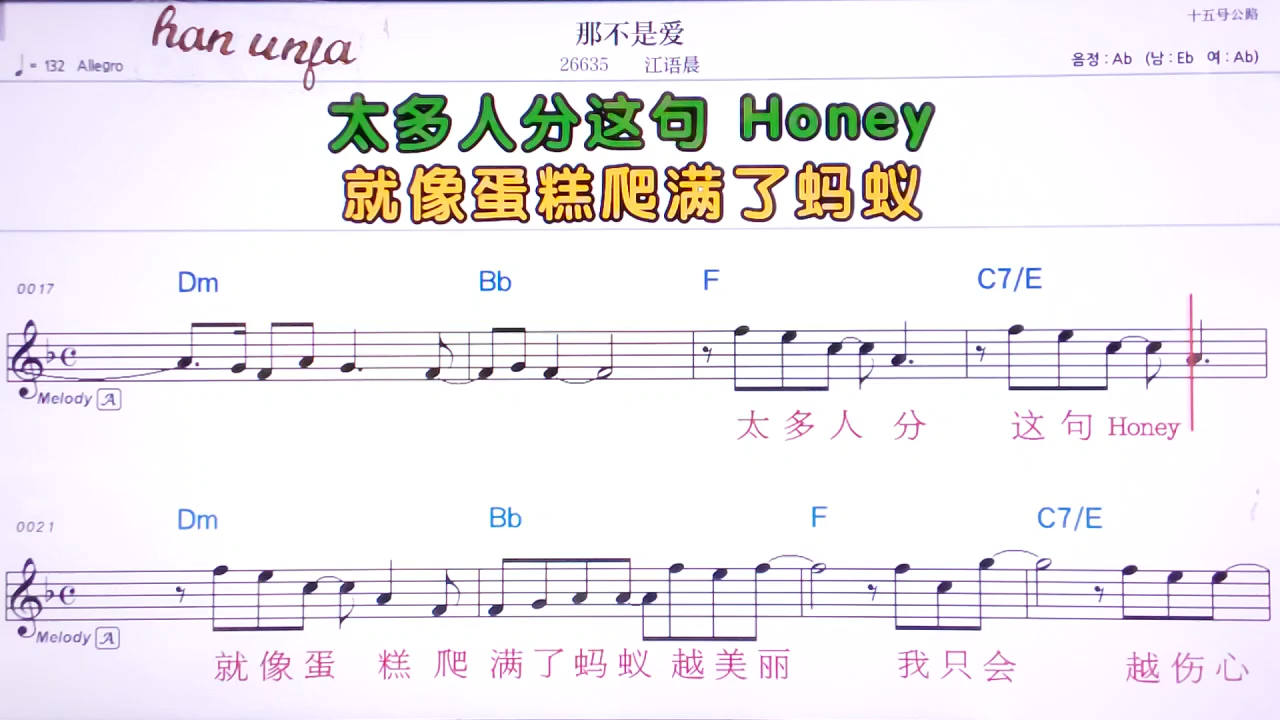 han unfa
那不是爱
十五号公路
♩= 132 Allegro
26635 江语晨
음정 : Ab (남 : Eb 여 : Ab)
太多人分这句 Honey
就像蛋糕爬满了蚂蚁
0017 Dm Bb F C7/E
Melody A
太 多 人 分 这 句 Honey
0021 Dm Bb F C7/E
Melody A
就 像 蛋 糕 爬 满 了 蚂 蚁 越 美 丽 我 只 会 越 伤 心